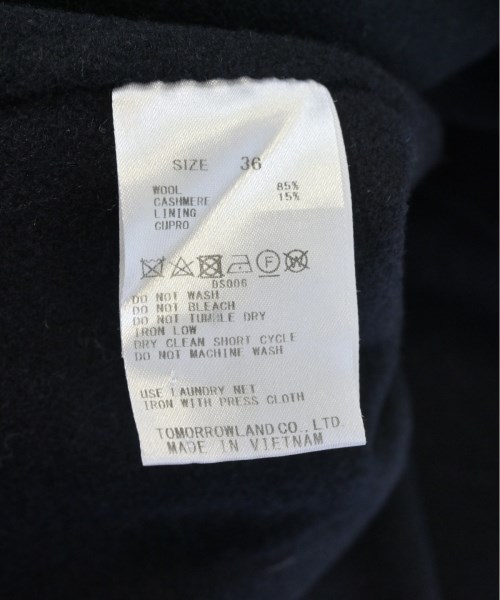 SIZE 36
WOOL 85%
CASHMERE 15%
LINING
CUPRO
F W
DS006
DO NOT WASH
DO NOT BLEACH
DO NOT TUMBLE DRY
IRON LOW
DRY CLEAN SHORT CYCLE
DO NOT MACHINE WASH
USE LAUNDRY NET
IRON WITH PRESS CLOTH
TOMORROWLAND CO., LTD.
MADE IN VIETNAM